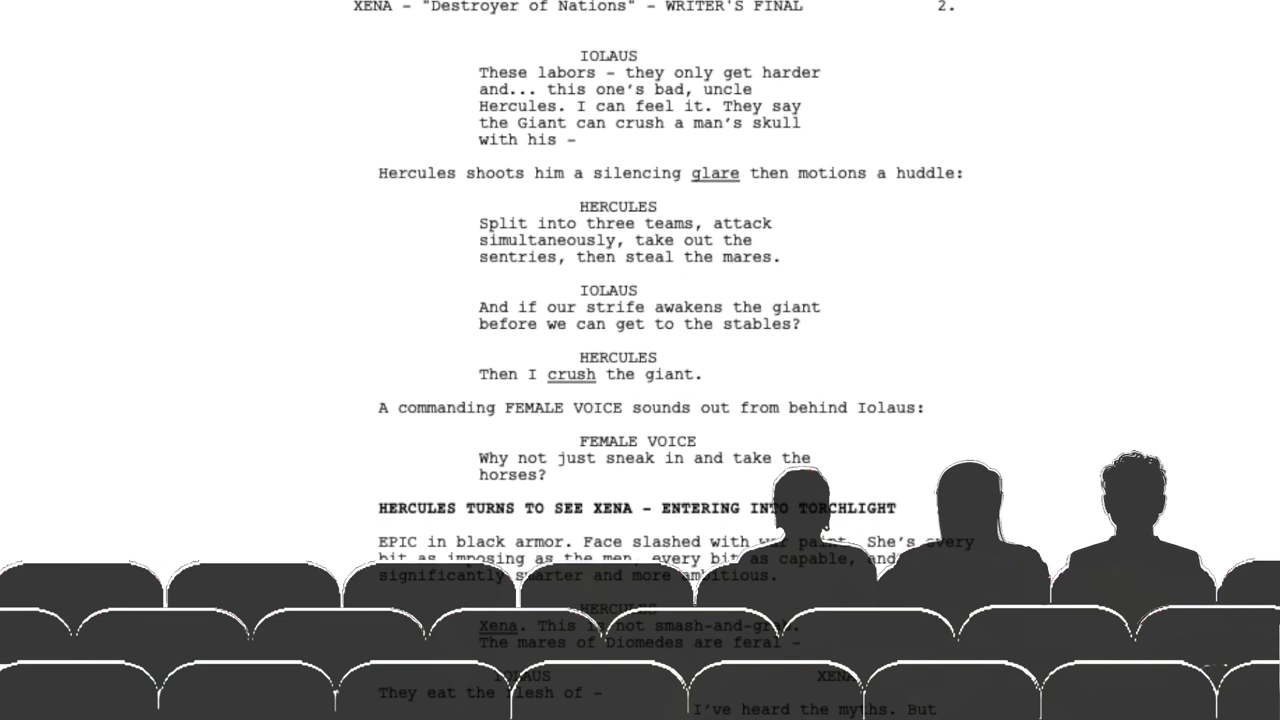 XENA - "Destroyer of Nations" - WRITER'S FINAL 2.
IOLAUS
These labors - they only get harder
and... this one's bad, uncle
Hercules. I can feel it. They say
the Giant can crush a man's skull
with his -
Hercules shoots him a silencing glare then motions a huddle:
HERCULES
Split into three teams, attack
simultaneously, take out the
sentries, then steal the mares.
IOLAUS
And if our strife awakens the giant
before we can get to the stables?
HERCULES
Then I crush the giant.
A commanding FEMALE VOICE sounds out from behind Iolaus:
FEMALE VOICE
Why not just sneak in and take the
horses?
HERCULES TURNS TO SEE XENA - ENTERING INTO TORCHLIGHT
EPIC in black armor. Face slashed with war paint. She's every
bit as imposing as the men, every bit as capable, and
significantly smarter and more ambitious.
HERCULES
Xena. This is not smash-and-grab.
The mares of Diomedes are feral -
IOLAUS XENA
They eat the flesh of -
I've heard the myths. But